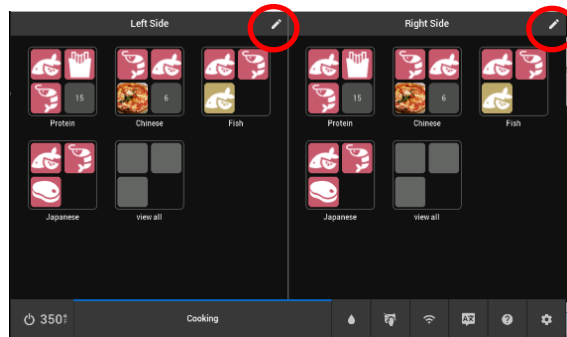 Left Side
Right Side
15
6
Protein
Chinese
Fish
15
6
Protein
Chinese
Fish
Japanese
view all
Japanese
view all
350°F
Cooking